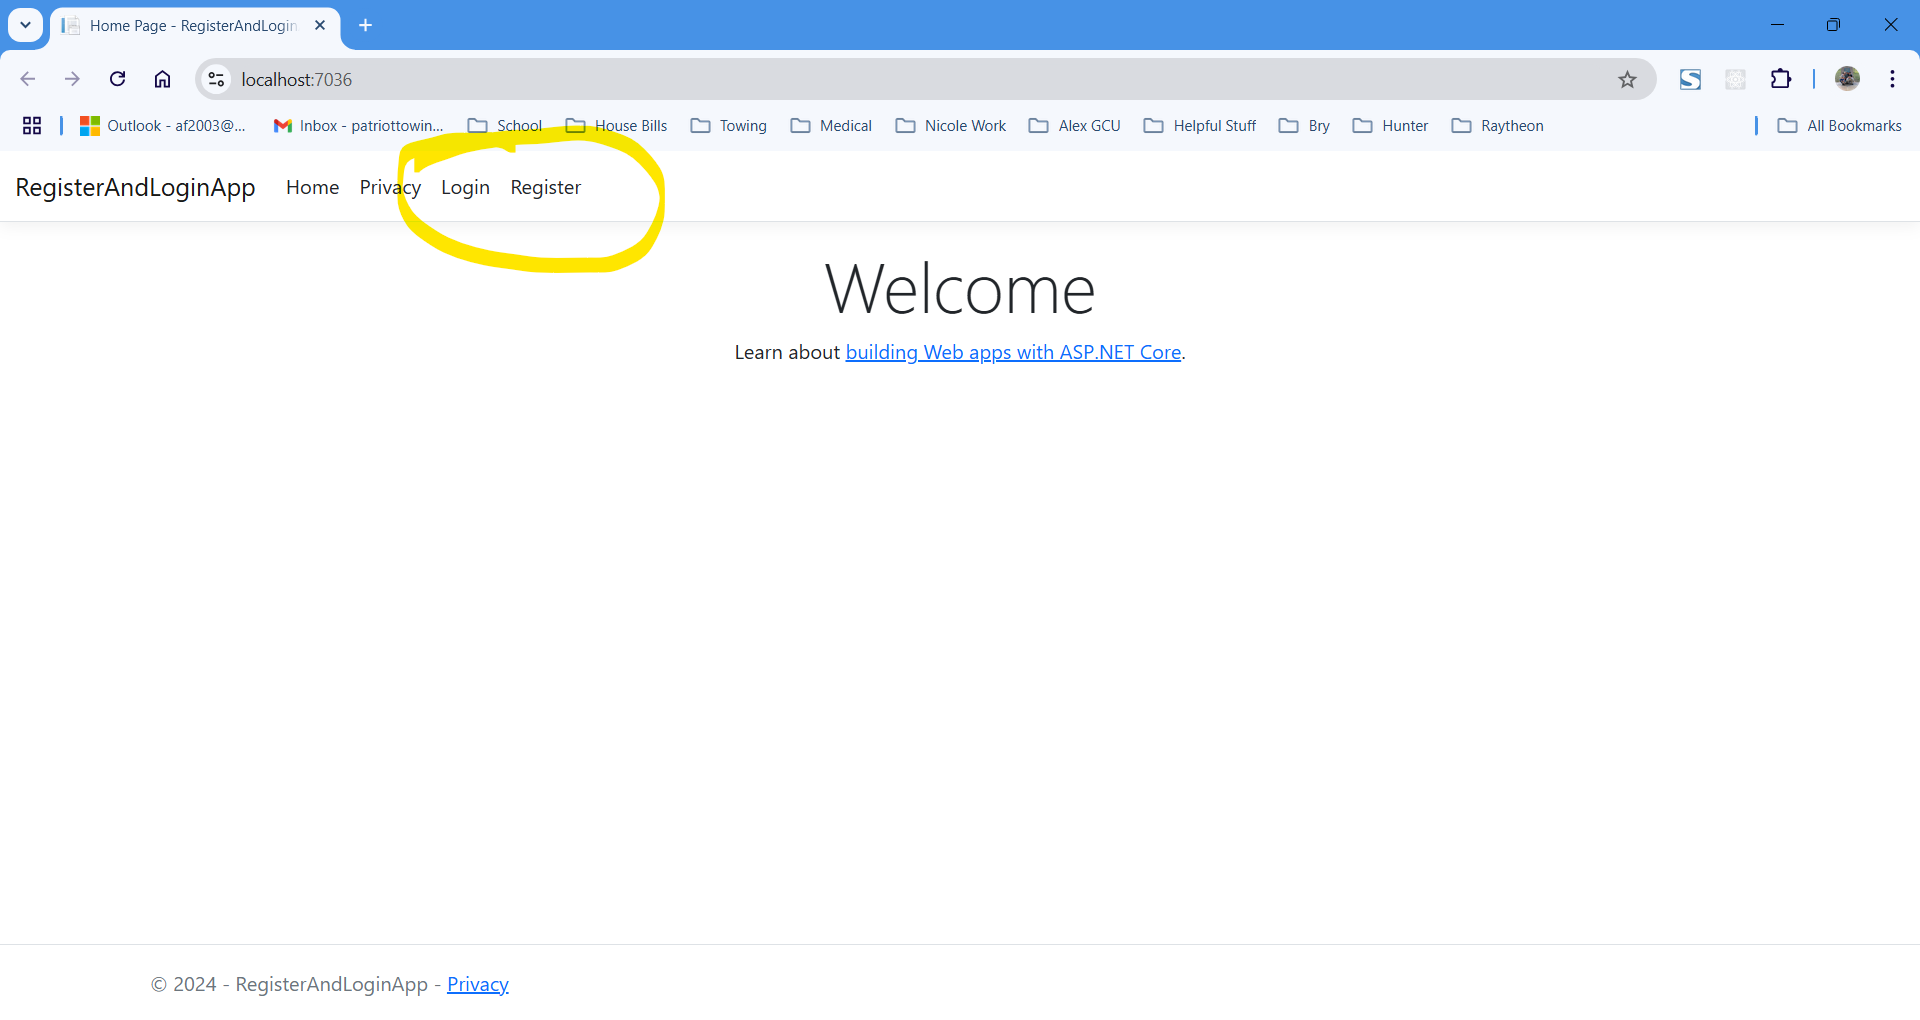 Home Page - RegisterAndLogin
localhost:7036
Outlook - af2003@... Inbox - patriottowin... School House Bills Towing Medical Nicole Work Alex GCU Helpful Stuff Bry Hunter Raytheon All Bookmarks
RegisterAndLoginApp Home Privacy Login Register
Welcome
Learn about building Web apps with ASP.NET Core.
© 2024 - RegisterAndLoginApp - Privacy